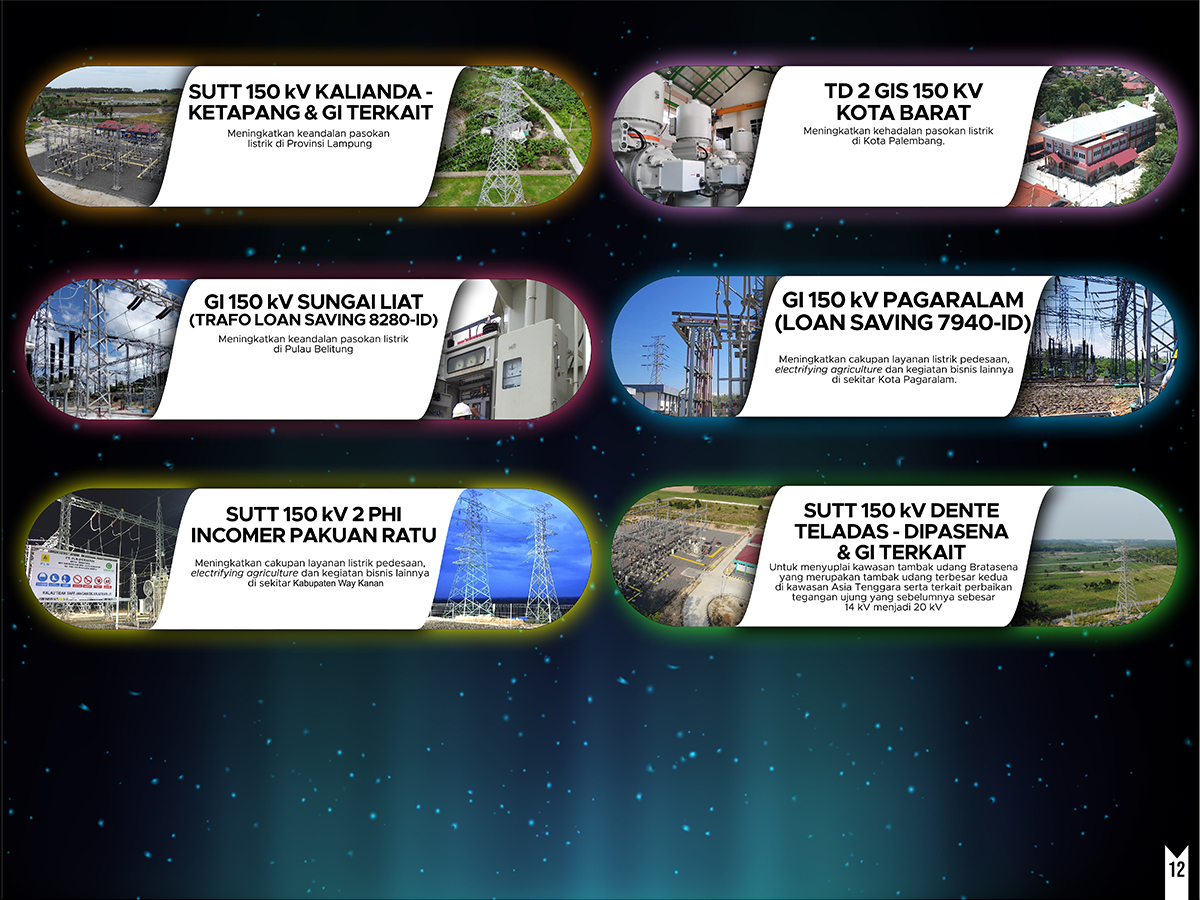 SUTT 150 kV KALIANDA -
KETAPANG & GI TERKAIT
Meningkatkan keandalan pasokan
listrik di Provinsi Lampung
TD 2 GIS 150 KV
KOTA BARAT
Meningkatkan kehadalan pasokan listrik
di Kota Palembang.
GI 150 kV SUNGAI LIAT
(TRAFO LOAN SAVING 8280-ID)
Meningkatkan keandalan pasokan listrik
di Pulau Belitung
GI 150 kV PAGARALAM
(LOAN SAVING 7940-ID)
Meningkatkan cakupan layanan listrik pedesaan,
electrifying agriculture dan kegiatan bisnis lainnya
di sekitar Kota Pagaralam.
SUTT 150 kV 2 PHI
INCOMER PAKUAN RATU
Meningkatkan cakupan layanan listrik pedesaan,
electrifying agriculture dan kegiatan bisnis lainnya
di sekitar Kabupaten Way Kanan
SUTT 150 kV DENTE
TELADAS - DIPASENA
& GI TERKAIT
Untuk menyuplai kawasan tambak udang Bratasena
yang merupakan tambak udang terbesar kedua
di kawasan Asia Tenggara serta terkait perbaikan
tegangan ujung yang sebelumnya sebesar
14 kV menjadi 20 kV
12